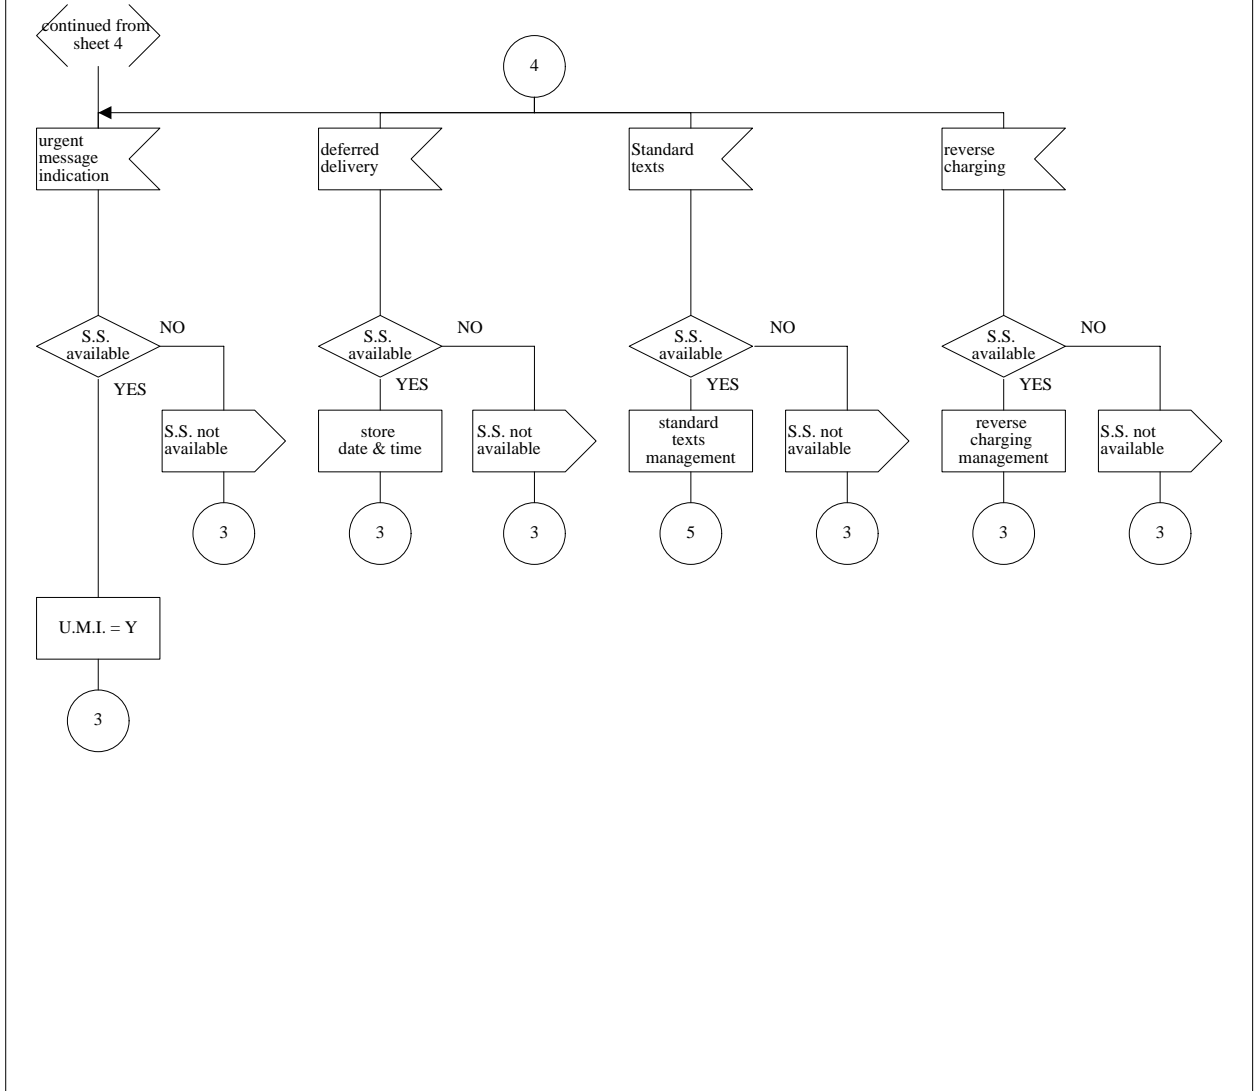 continued from
sheet 4
4
urgent
message
indication
deferred
delivery
Standard
texts
reverse
charging
S.S.
available
NO
YES
S.S.
available
NO
YES
S.S.
available
NO
YES
S.S.
available
NO
YES
S.S. not
available
store
date & time
S.S. not
available
standard
texts
management
S.S. not
available
reverse
charging
management
S.S. not
available
3
3
3
5
3
3
3
U.M.I. = Y
3